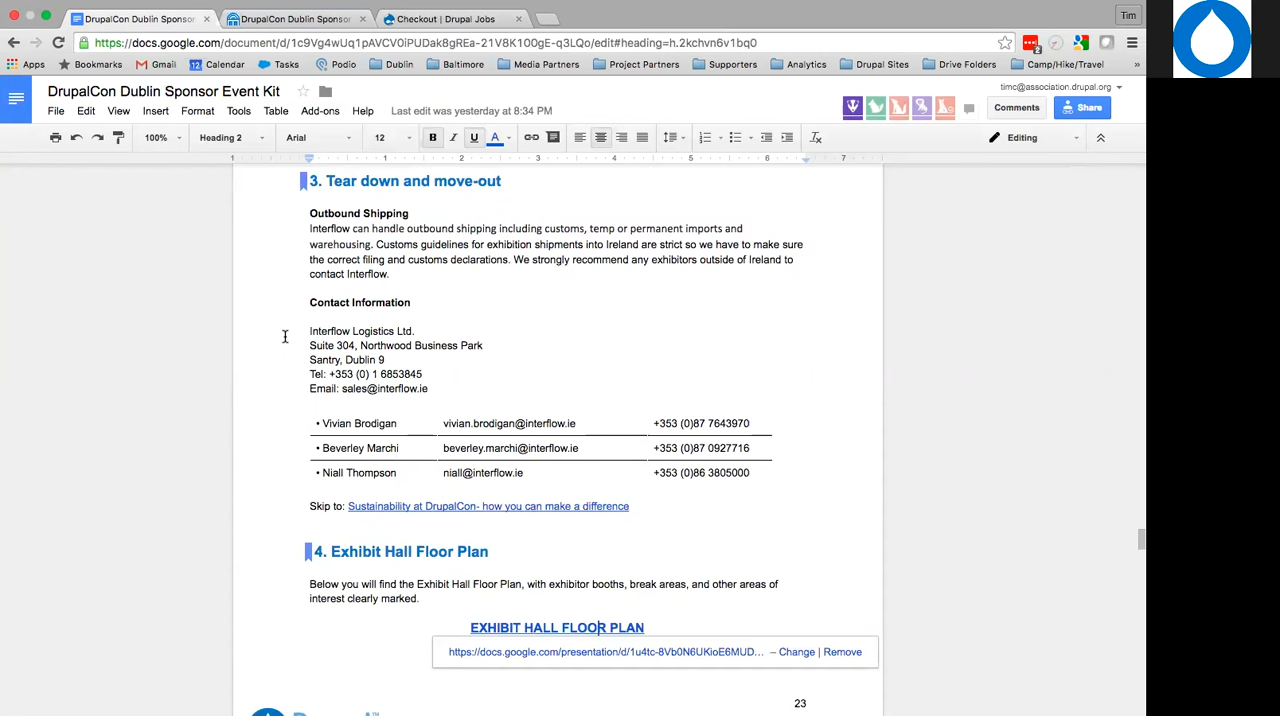 DrupalCon Dublin Sponsor
DrupalCon Dublin Sponsor
Checkout | Drupal Jobs
Tim
https://docs.google.com/document/d/1c9Vg4wUq1pAVCV0iPUDak8gREa-21V8K100gE-q3LQo/edit#heading=h.2kchvn6v1bq0
Apps Bookmarks Gmail Calendar Tasks Podio Dublin Baltimore Media Partners Project Partners Supporters Analytics Drupal Sites Drive Folders Camp/Hike/Travel »
DrupalCon Dublin Sponsor Event Kit
timc@association.drupal.org
File Edit View Insert Format Tools Table Add-ons Help Last edit was yesterday at 8:34 PM
Comments Share
100% Heading 2 Arial 12 B I U A Editing
1 1 2 3 4 5 6 7
3. Tear down and move-out
Outbound Shipping
Interflow can handle outbound shipping including customs, temp or permanent imports and
warehousing. Customs guidelines for exhibition shipments into Ireland are strict so we have to make sure
the correct filing and customs declarations. We strongly recommend any exhibitors outside of Ireland to
contact Interflow.
Contact Information
Interflow Logistics Ltd.
Suite 304, Northwood Business Park
Santry, Dublin 9
Tel: +353 (0) 1 6853845
Email: sales@interflow.ie
• Vivian Brodigan vivian.brodigan@interflow.ie +353 (0)87 7643970
• Beverley Marchi beverley.marchi@interflow.ie +353 (0)87 0927716
• Niall Thompson niall@interflow.ie +353 (0)86 3805000
Skip to: Sustainability at DrupalCon- how you can make a difference
4. Exhibit Hall Floor Plan
Below you will find the Exhibit Hall Floor Plan, with exhibitor booths, break areas, and other areas of
interest clearly marked.
EXHIBIT HALL FLOOR PLAN
https://docs.google.com/presentation/d/1u4tc-8Vb0N6UKioE6MUD... – Change | Remove
23